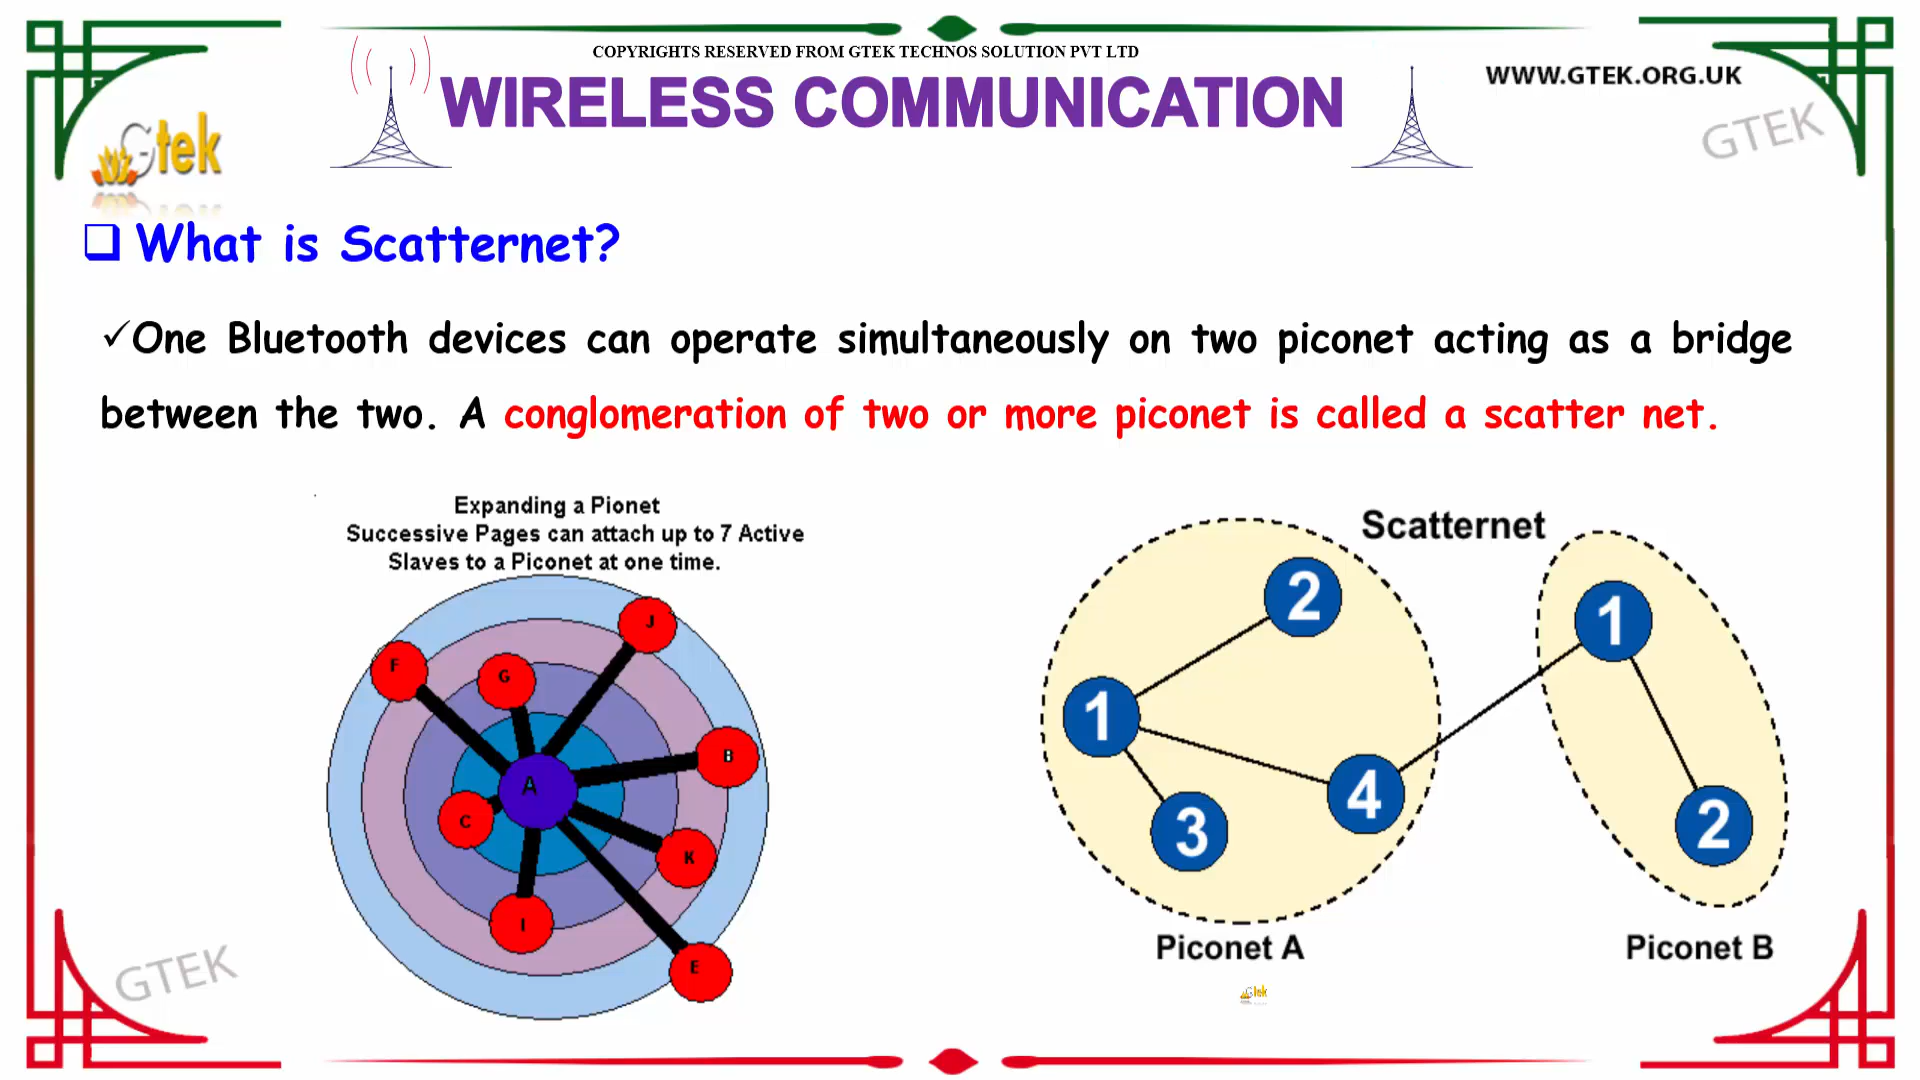 COPYRIGHTS RESERVED FROM GTEK TECHNOS SOLUTION PVT LTD
WIRELESS COMMUNICATION
WWW.GTEK.ORG.UK
GTEK
Gtek
What is Scatternet?
✓One Bluetooth devices can operate simultaneously on two piconet acting as a bridge
between the two. A conglomeration of two or more piconet is called a scatter net.
Expanding a Pionet
Successive Pages can attach up to 7 Active
Slaves to a Piconet at one time.
J
F
G
B
A
C
K
I
E
Scatternet
2
1
1
4
3
2
Piconet A
Piconet B
GTEK
Gtek